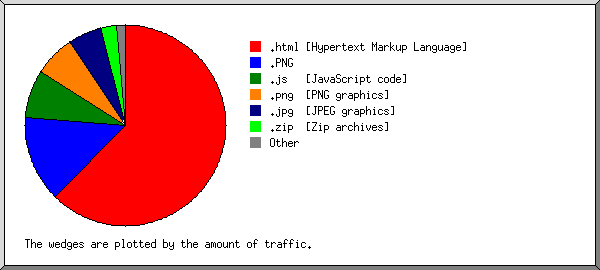 .html [Hypertext Markup Language]
.PNG
.js [JavaScript code]
.png [PNG graphics]
.jpg [JPEG graphics]
.zip [Zip archives]
Other
The wedges are plotted by the amount of traffic.